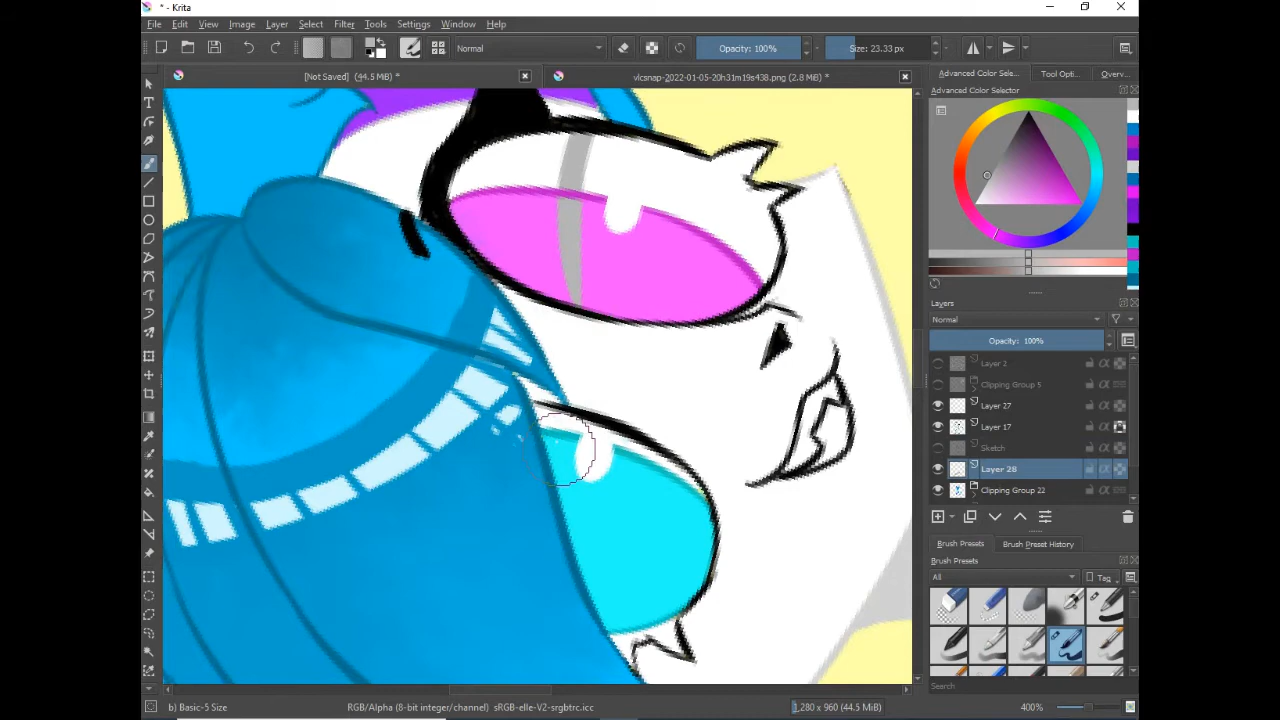 * - Krita
File Edit View Image Layer Select Filter Tools Settings Window Help
Normal Opacity: 100% Size: 23.33 px
[Not Saved] (44.5 MB) *
vlcsnap-2022-01-05-20h31m19s438.png (2.8 MiB) *
Advanced Color Selec... Tool Opti... Overv...
Advanced Color Selector
Layers
Normal
Opacity: 100%
Layer 2
Clipping Group 5
Layer 27
Layer 17
Sketch
Layer 28
Clipping Group 22
Brush Presets Brush Preset History
Brush Presets
All Tag
Search
b) Basic-5 Size RGB/Alpha (8-bit integer/channel) sRGB-elle-V2-srgbtrc.icc 1,280 x 960 (44.5 MiB) 400%